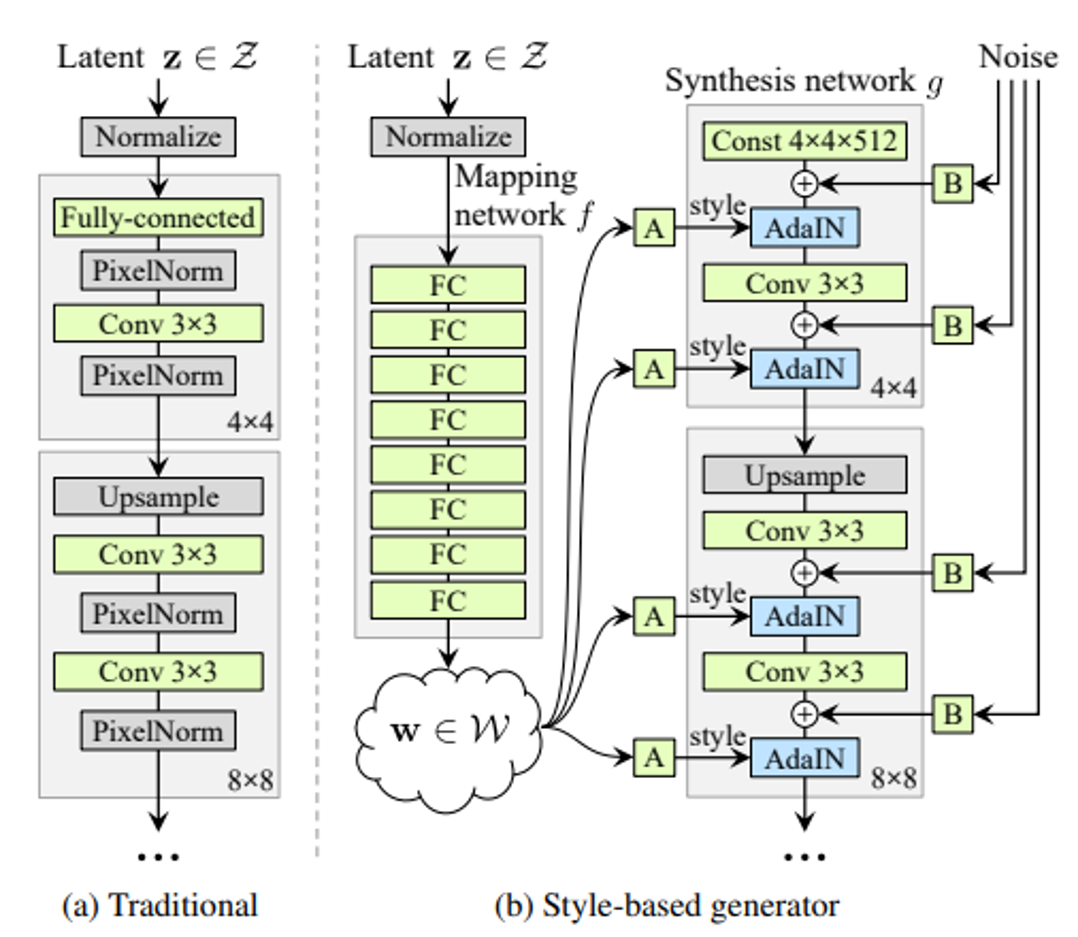 Latent z ∈ 𝒵
Normalize
Fully-connected
PixelNorm
Conv 3×3
PixelNorm
4×4
Upsample
Conv 3×3
PixelNorm
Conv 3×3
PixelNorm
8×8
...
(a) Traditional
Latent z ∈ 𝒵
Normalize
Mapping
network f
FC
FC
FC
FC
FC
FC
FC
FC
w ∈ 𝒲
Noise
Synthesis network g
Const 4×4×512
+
B
A
style
AdaIN
Conv 3×3
+
B
A
style
AdaIN
4×4
Upsample
Conv 3×3
+
B
A
style
AdaIN
Conv 3×3
+
B
A
style
AdaIN
8×8
...
(b) Style-based generator